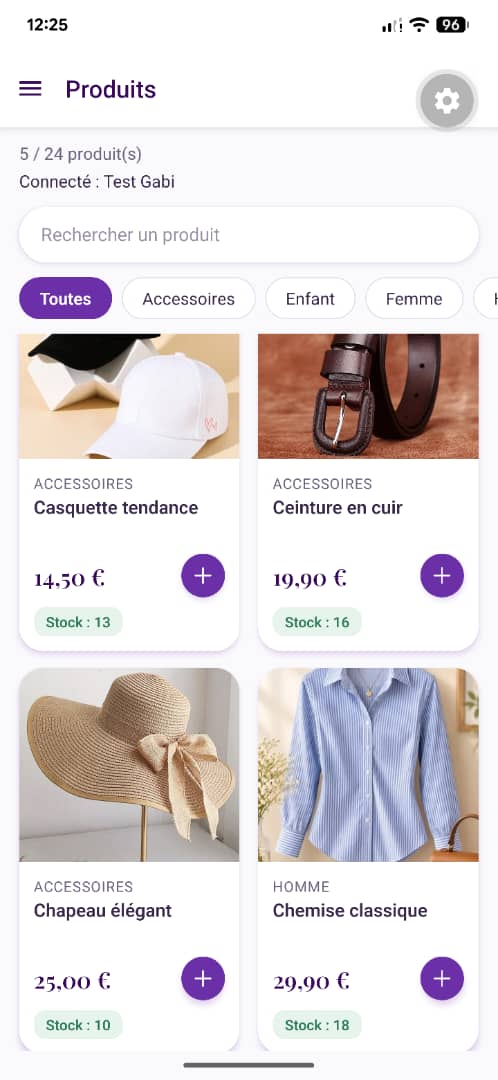 12:25
96
Produits
5 / 24 produit(s)
Connecté : Test Gabi
Rechercher un produit
Toutes
Accessoires
Enfant
Femme
ACCESSOIRES
Casquette tendance
14,50 €
Stock : 13
ACCESSOIRES
Ceinture en cuir
19,90 €
Stock : 16
ACCESSOIRES
Chapeau élégant
25,00 €
Stock : 10
HOMME
Chemise classique
29,90 €
Stock : 18